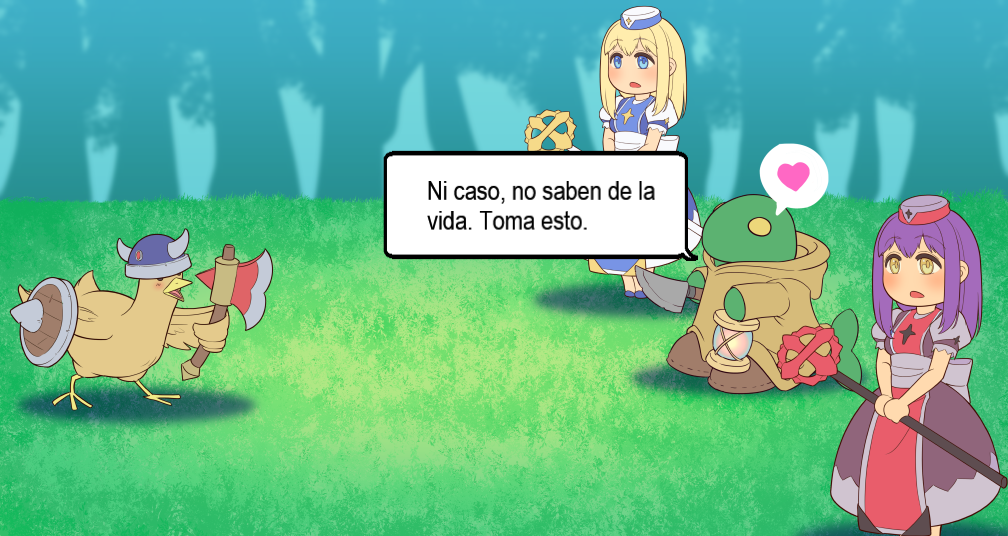 Ni caso, no saben de la
vida. Toma esto.